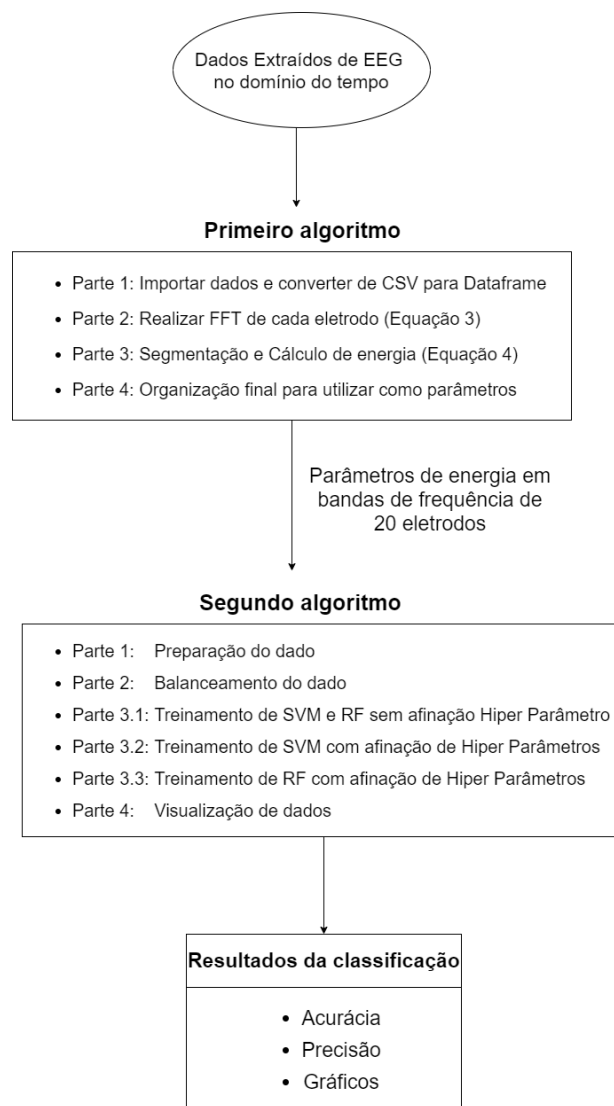 Dados Extraídos de EEG
no domínio do tempo
Primeiro algoritmo
• Parte 1: Importar dados e converter de CSV para Dataframe
• Parte 2: Realizar FFT de cada eletrodo (Equação 3)
• Parte 3: Segmentação e Cálculo de energia (Equação 4)
• Parte 4: Organização final para utilizar como parâmetros
Parâmetros de energia em
bandas de frequência de
20 eletrodos
Segundo algoritmo
• Parte 1: Preparação do dado
• Parte 2: Balanceamento do dado
• Parte 3.1: Treinamento de SVM e RF sem afinação Hiper Parâmetro
• Parte 3.2: Treinamento de SVM com afinação de Hiper Parâmetros
• Parte 3.3: Treinamento de RF com afinação de Hiper Parâmetros
• Parte 4: Visualização de dados
Resultados da classificação
• Acurácia
• Precisão
• Gráficos